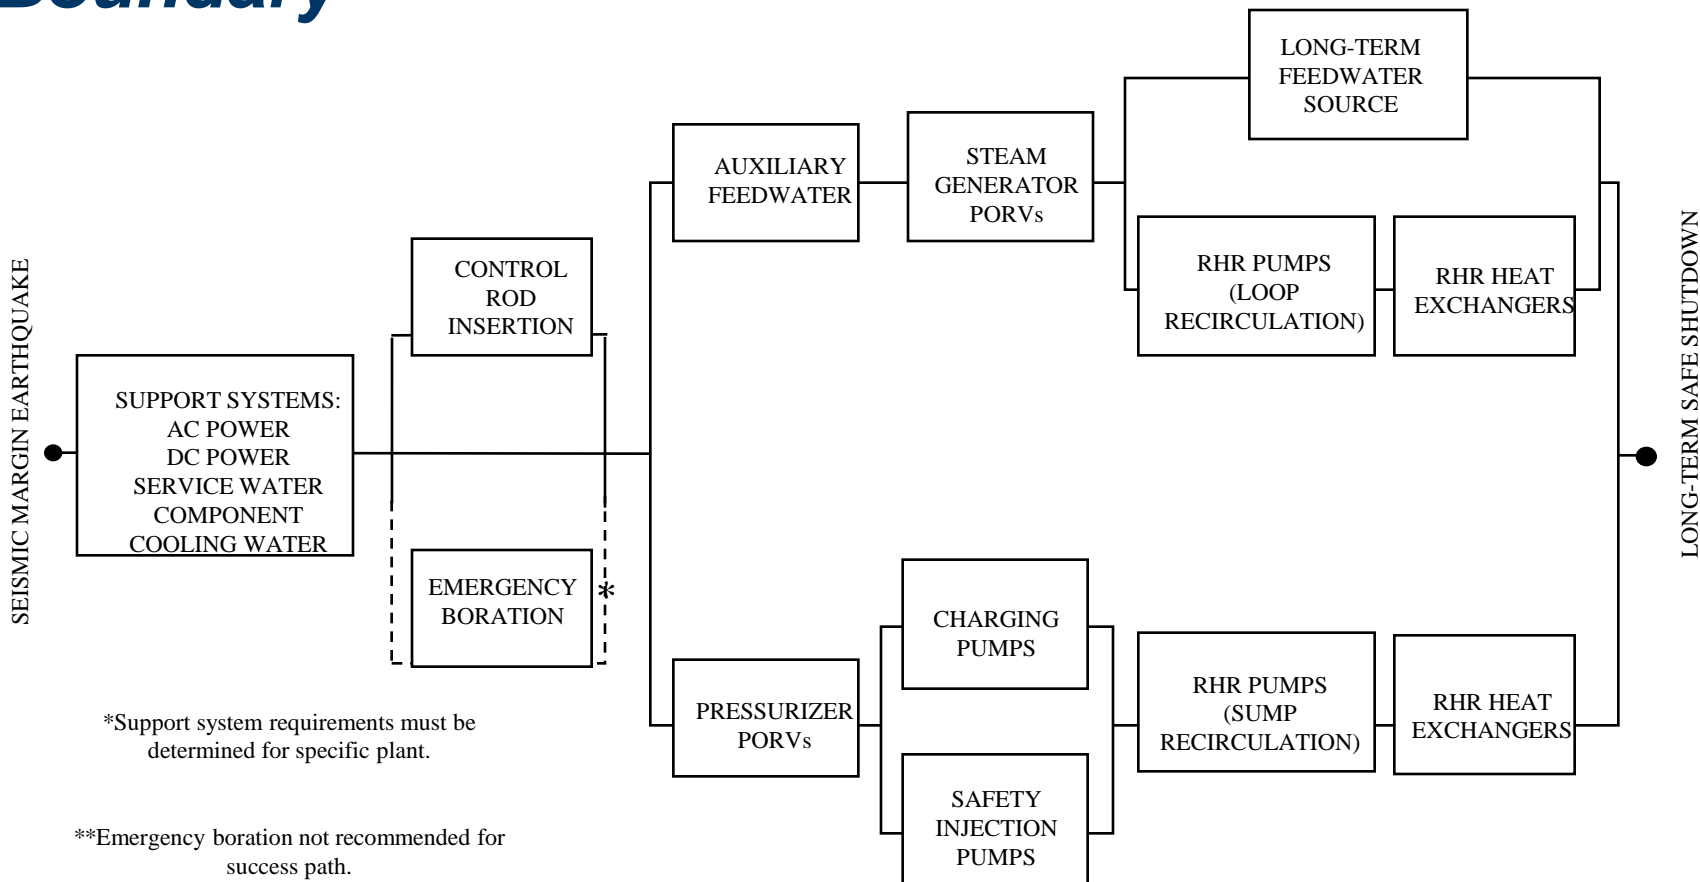 Boundary
LONG-TERM
FEEDWATER
SOURCE
AUXILIARY
FEEDWATER
STEAM
GENERATOR
PORVs
CONTROL
ROD
INSERTION
RHR PUMPS
(LOOP
RECIRCULATION)
RHR HEAT
EXCHANGERS
SEISMIC MARGIN EARTHQUAKE
SUPPORT SYSTEMS:
AC POWER
DC POWER
SERVICE WATER
COMPONENT
COOLING WATER
LONG-TERM SAFE SHUTDOWN
EMERGENCY
BORATION
*
CHARGING
PUMPS
PRESSURIZER
PORVs
RHR PUMPS
(SUMP
RECIRCULATION)
RHR HEAT
EXCHANGERS
SAFETY
INJECTION
PUMPS
*Support system requirements must be
determined for specific plant.
**Emergency boration not recommended for
success path.